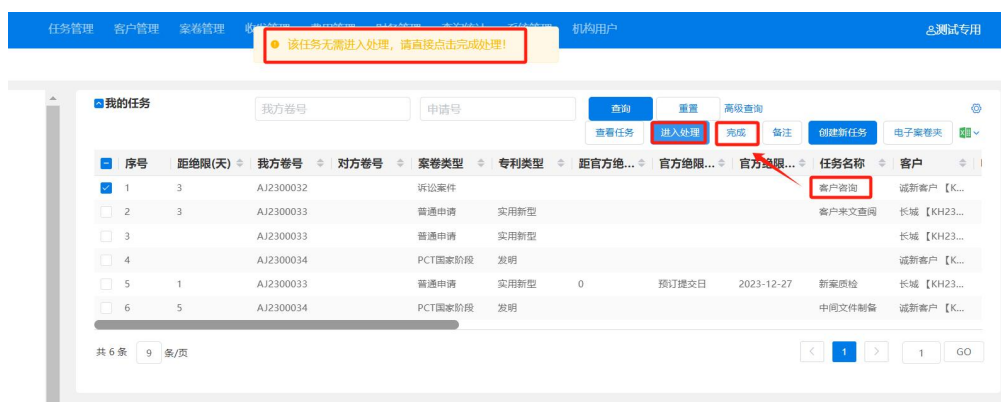 任务管理 客户管理 案卷管理 机构用户 测试专用
该任务无需进入处理，请直接点击完成处理！
我的任务 我方卷号 申请号 查询 重置 高级查询
查看任务 进入处理 完成 备注 创建新任务 电子案卷夹
序号 距绝限(天) 我方卷号 对方卷号 案卷类型 专利类型 距官方绝... 官方绝限... 官方绝限... 任务名称 客户
1 3 AJ2300032 诉讼案件 客户咨询 诚新客户【K...
2 3 AJ2300033 普通申请 实用新型 客户来文查阅 长城【KH23...
3 AJ2300033 普通申请 实用新型 长城【KH23...
4 AJ2300034 PCT国家阶段 发明 诚新客户【K...
5 1 AJ2300033 普通申请 实用新型 0 预订提交日 2023-12-27 新案质检 长城【KH23...
6 5 AJ2300034 PCT国家阶段 发明 中间文件制备 诚新客户【K...
共 6 条 9 条/页 < 1 > 1 GO